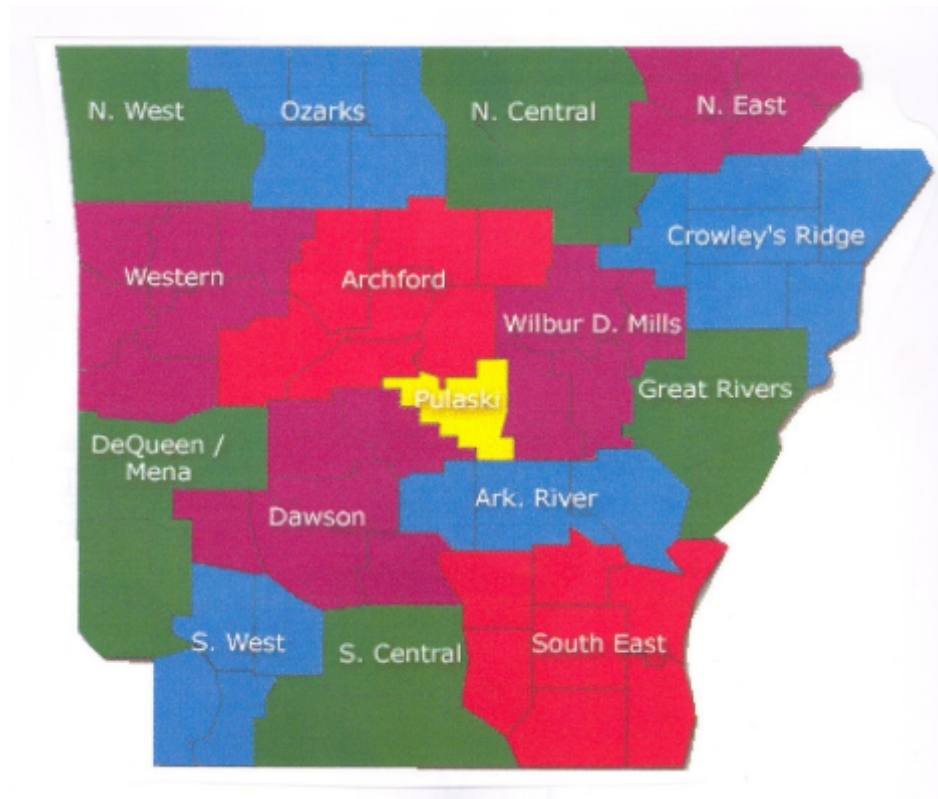 N. West
Ozarks
N. Central
N. East
Crowley's Ridge
Western
Archford
Wilbur D. Mills
Pulaski
Great Rivers
DeQueen /
Mena
Dawson
Ark. River
S. West
S. Central
South East